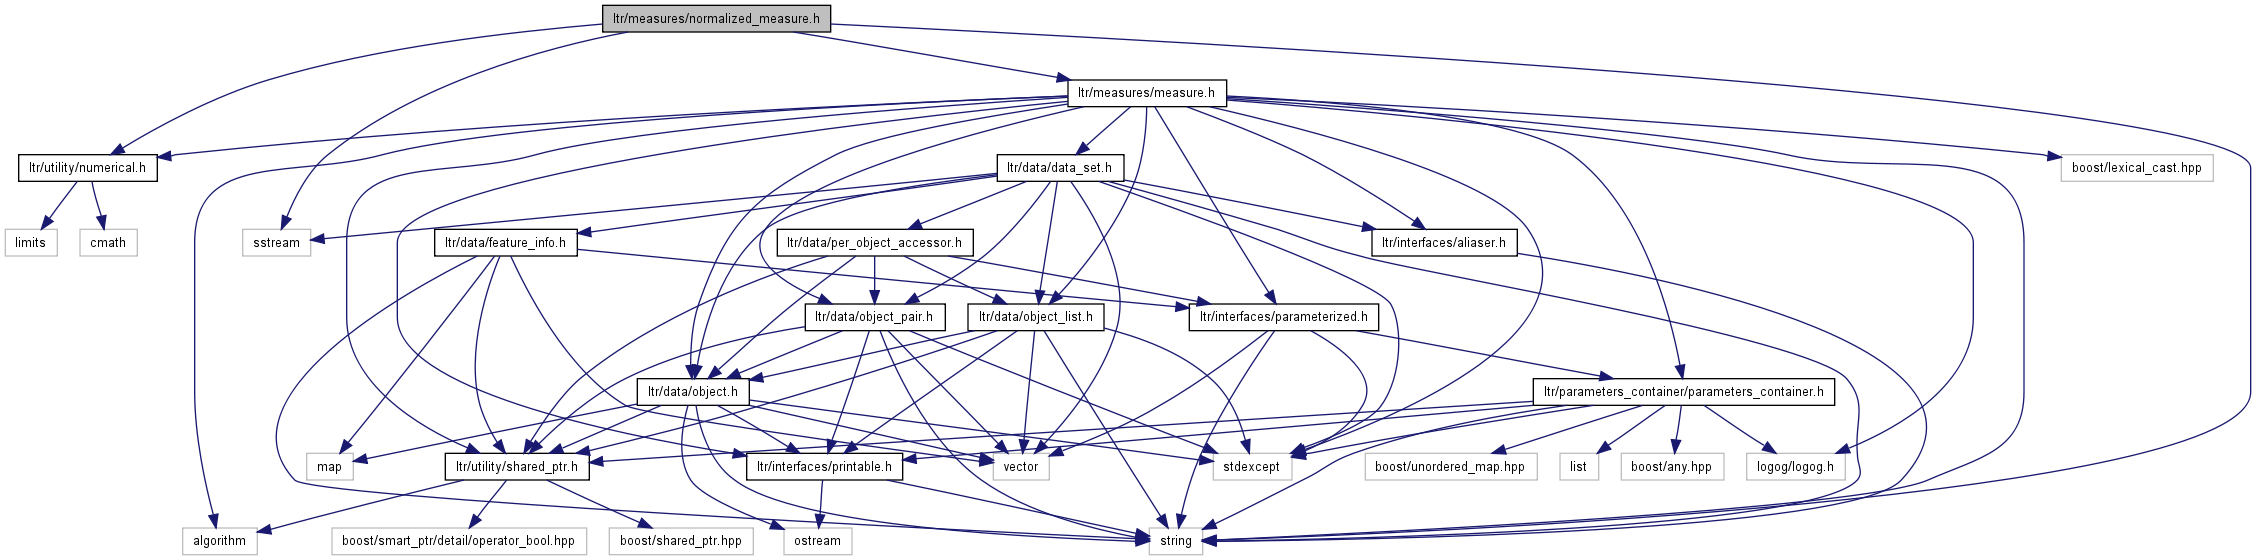 ltr/measures/normalized_measure.h
ltr/measures/measure.h
ltr/utility/numerical.h
ltr/data/data_set.h
boost/lexical_cast.hpp
limits
cmath
sstream
ltr/data/feature_info.h
ltr/data/per_object_accessor.h
ltr/interfaces/aliaser.h
ltr/data/object_pair.h
ltr/data/object_list.h
ltr/interfaces/parameterized.h
ltr/data/object.h
ltr/parameters_container/parameters_container.h
map
ltr/utility/shared_ptr.h
ltr/interfaces/printable.h
vector
stdexcept
boost/unordered_map.hpp
list
boost/any.hpp
logog/logog.h
algorithm
boost/smart_ptr/detail/operator_bool.hpp
boost/shared_ptr.hpp
ostream
string